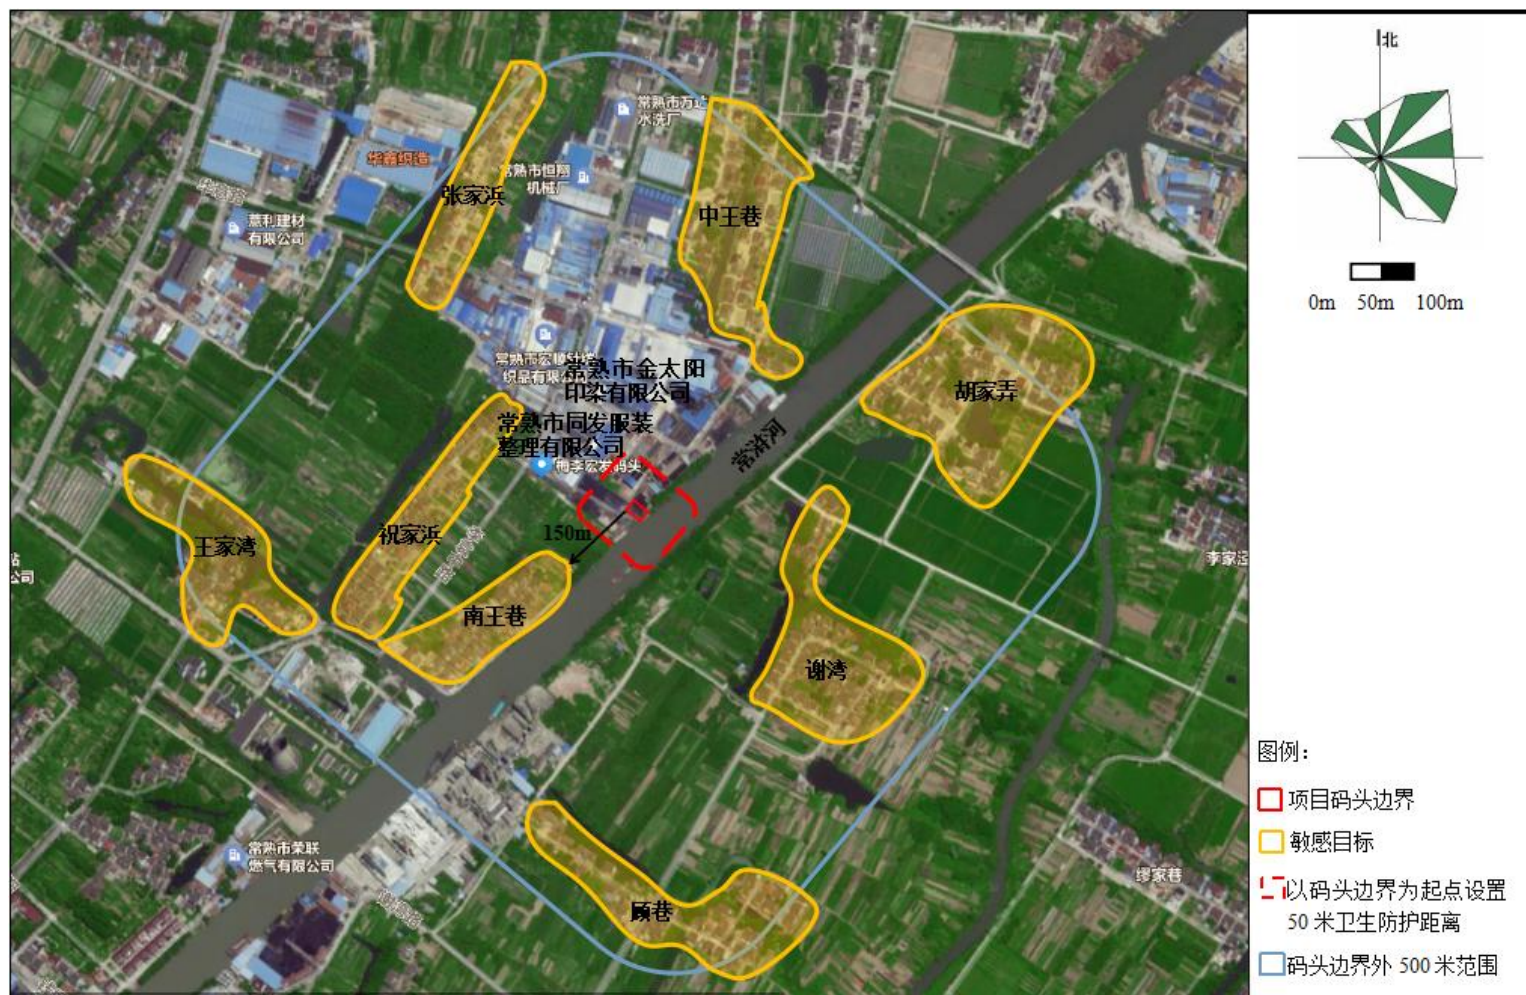 北
0m 50m 100m
常熟市万达
水洗厂
华鑫织造
常熟市恒翔
机械厂
张家浜
中王巷
薏利建材
有限公司
常熟市宏顺针纺
织品有限公司
常熟市金太阳
印染有限公司
胡家弄
常熟市同发服装
整理有限公司
常浒河
梅李宏发码头
150m
祝家浜
王家湾
公司
李家泾
南王巷
谢湾
图例：
项目码头边界
敏感目标
常熟市荣联
燃气有限公司
缪家巷
以码头边界为起点设置
50 米卫生防护距离
顾巷
码头边界外 500 米范围